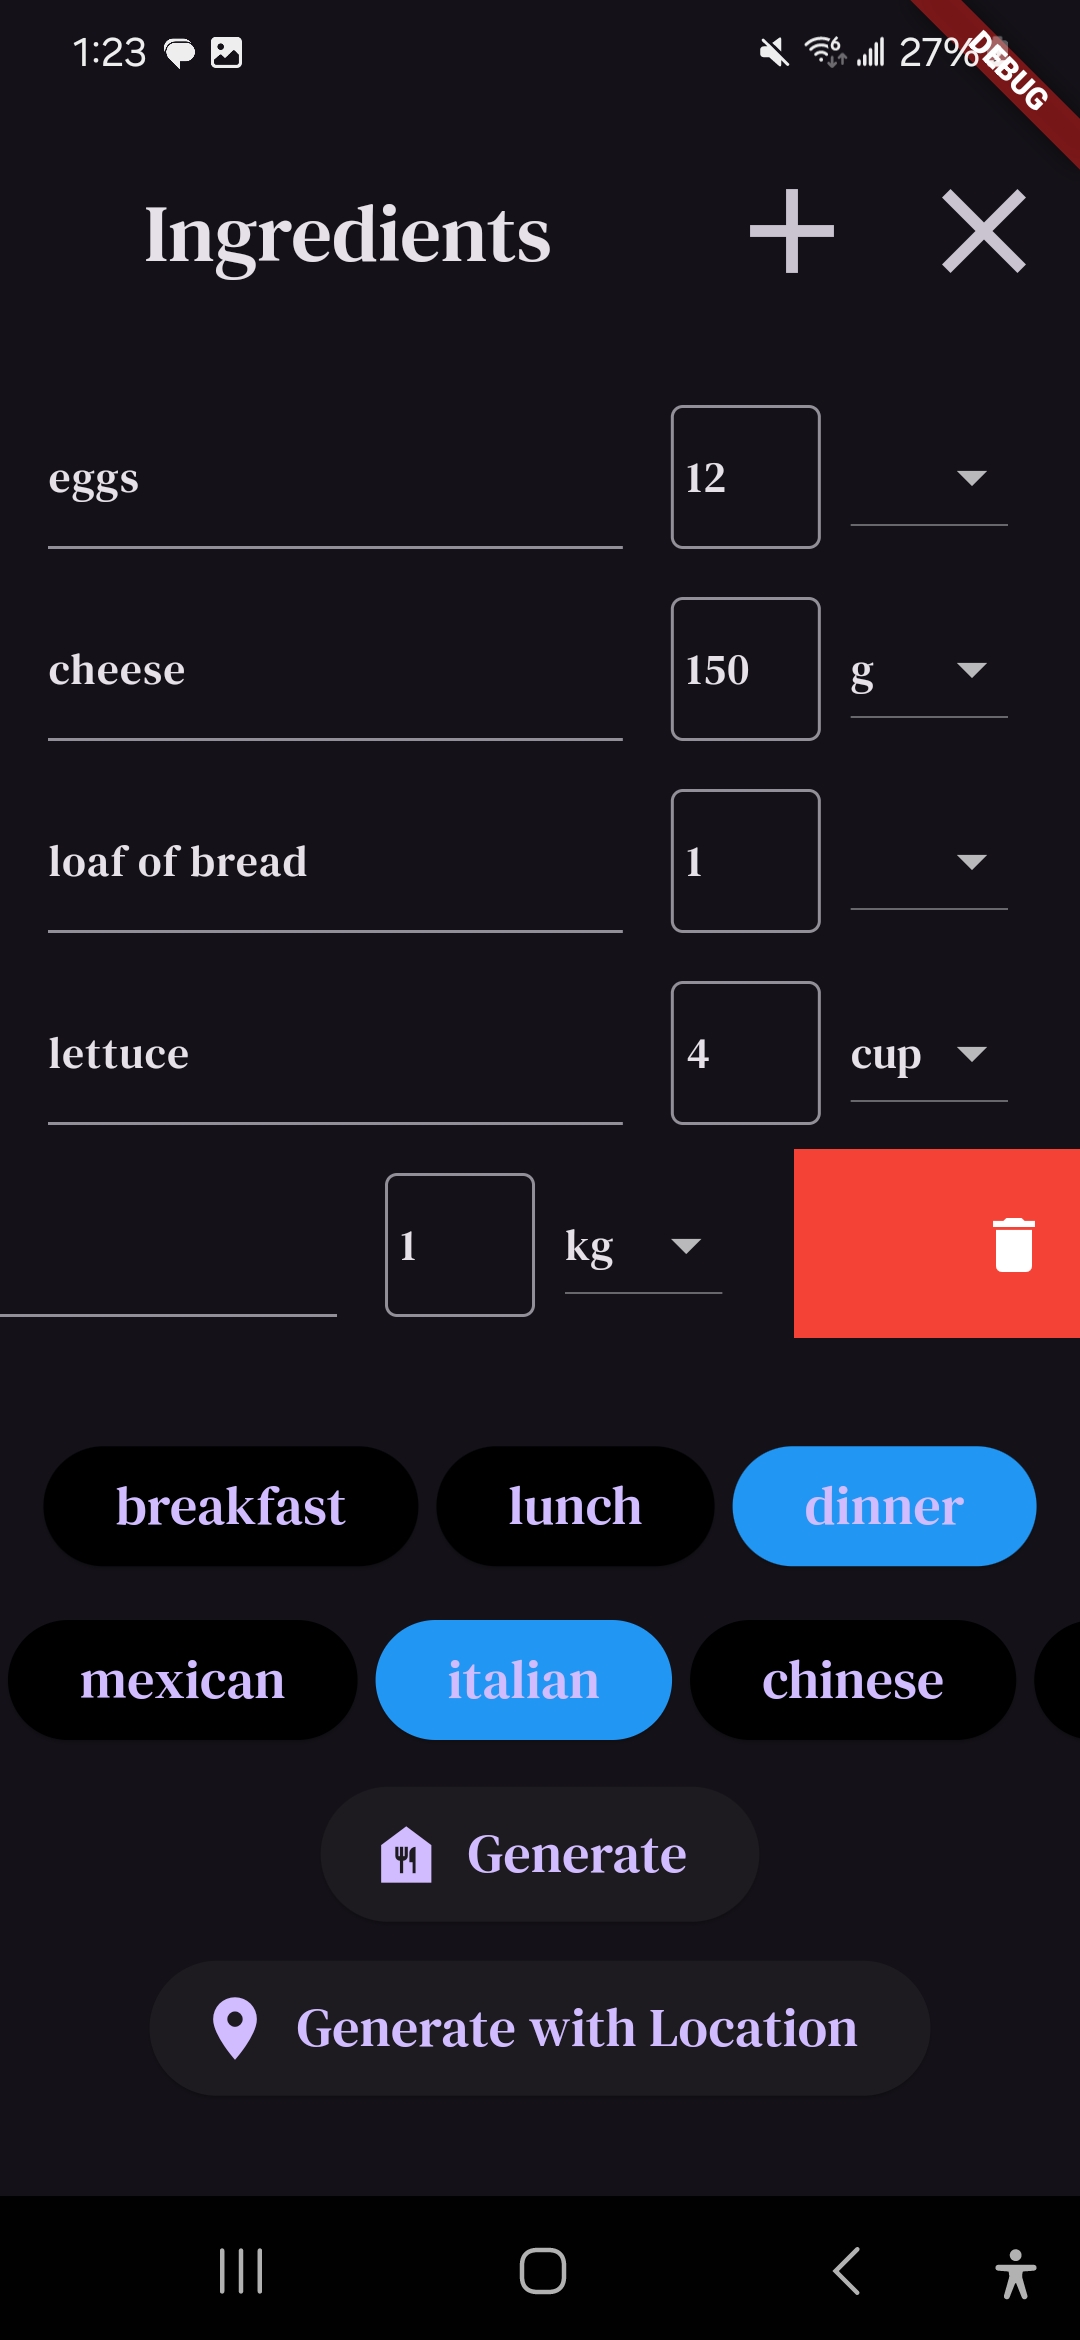 1:23 6 27%
DEBUG
Ingredients
eggs 12
cheese 150 g
loaf of bread 1
lettuce 4 cup
1 kg
breakfast lunch dinner
mexican italian chinese
Generate
Generate with Location